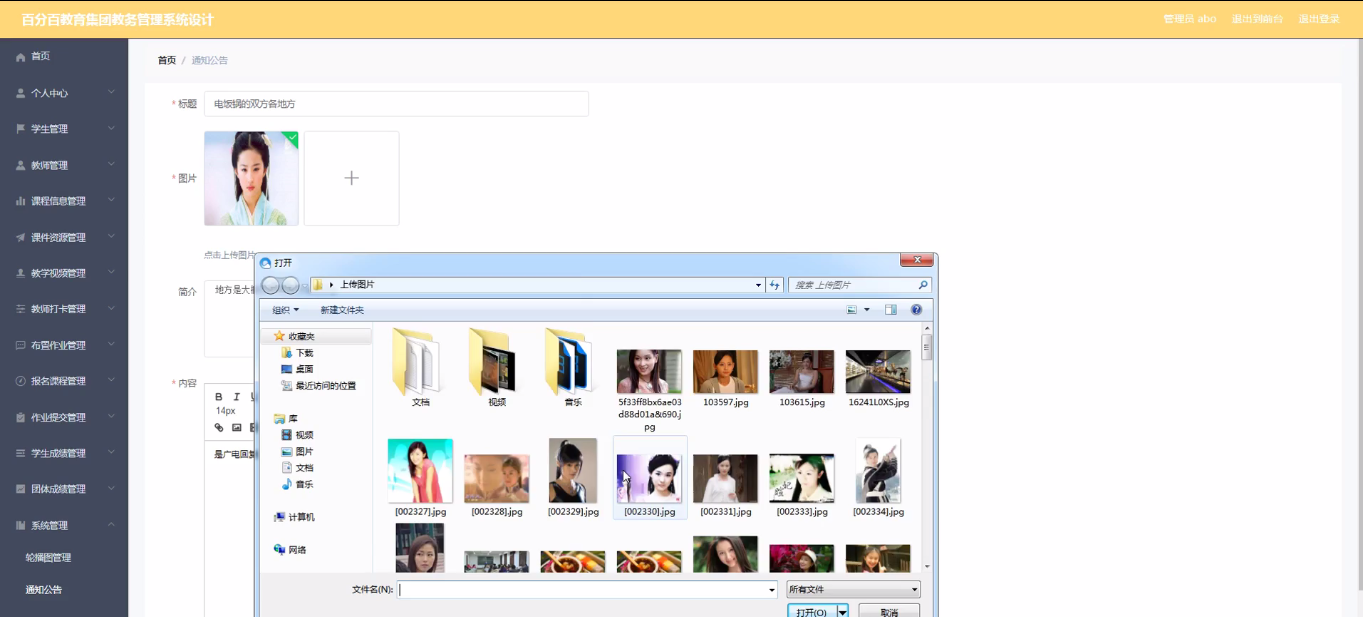 百分百教育集团教务管理系统设计
管理员 abo 退出到前台 退出登录
首页
个人中心
学生管理
教师管理
课程信息管理
课件资源管理
教学视频管理
教师打卡管理
布置作业管理
报名课程管理
作业提交管理
学生成绩管理
团体成绩管理
系统管理
轮播图管理
通知公告
首页 / 通知公告
* 标题 电饭锅的双方各地方
* 图片
点击上传图片
简介 地方是大
* 内容
B I U
14px
是广电回复
打开
上传图片
搜索 上传图片
组织 新建文件夹
收藏夹
下载
桌面
最近访问的位置
库
视频
图片
文档
音乐
计算机
网络
文档 视频 音乐 5f33ff8bx6ae03d88d01a&690.jpg 103597.jpg 103615.jpg 16241L0XS.jpg
[002327].jpg [002328].jpg [002329].jpg [002330].jpg [002331].jpg [002333].jpg [002334].jpg
文件名(N): 所有文件
打开(O) 取消